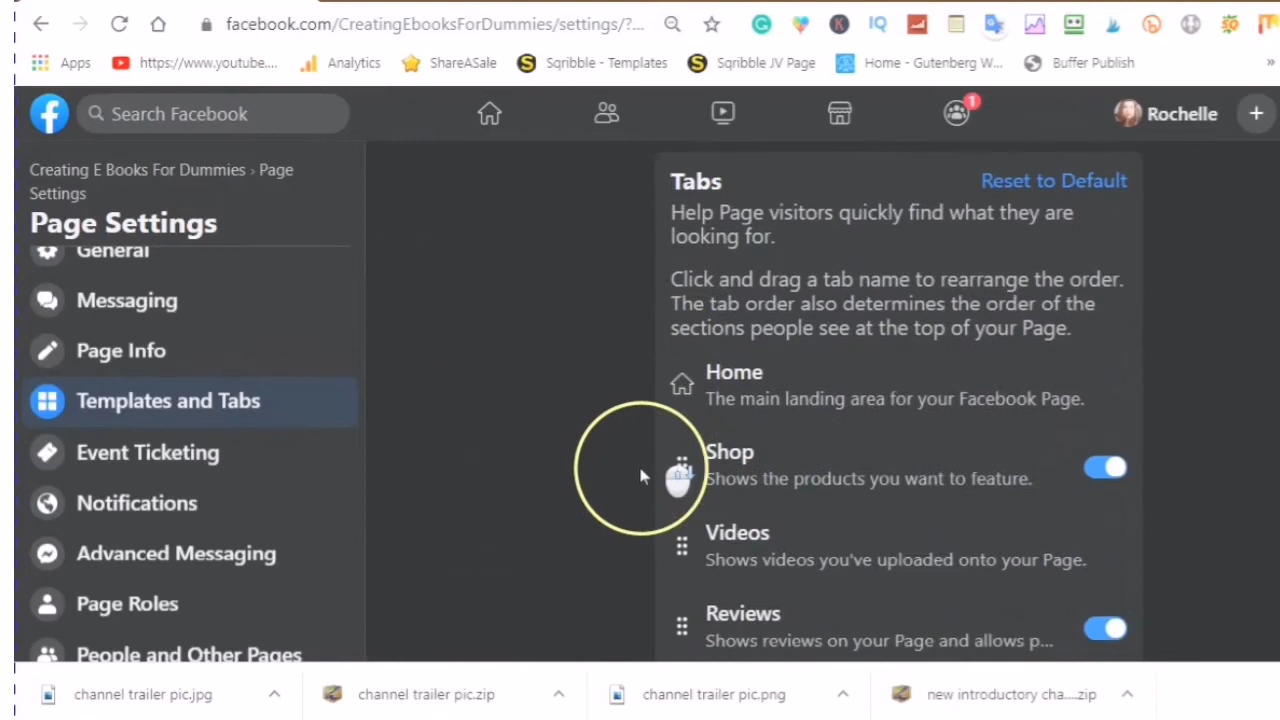 facebook.com/CreatingEbooksForDummies/settings/?...
Apps
https://www.youtube....
Analytics
ShareASale
Sqribble - Templates
Sqribble JV Page
Home - Gutenberg W...
Buffer Publish
»
Search Facebook
1
Rochelle
Creating E Books For Dummies › Page
Settings
Page Settings
General
Messaging
Page Info
Templates and Tabs
Event Ticketing
Notifications
Advanced Messaging
Page Roles
People and Other Pages
Tabs
Reset to Default
Help Page visitors quickly find what they are
looking for.
Click and drag a tab name to rearrange the order.
The tab order also determines the order of the
sections people see at the top of your Page.
Home
The main landing area for your Facebook Page.
Shop
Shows the products you want to feature.
Videos
Shows videos you've uploaded onto your Page.
Reviews
Shows reviews on your Page and allows p...
channel trailer pic.jpg
channel trailer pic.zip
channel trailer pic.png
new introductory cha....zip